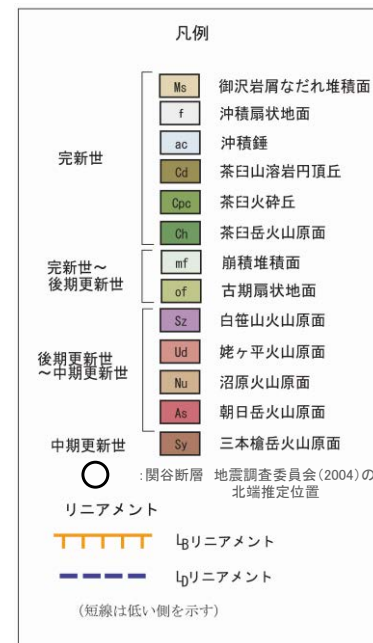 凡例
完新世
Ms 御沢岩屑なだれ堆積面
f 沖積扇状地面
ac 沖積錘
Cd 茶臼山溶岩円頂丘
Cpc 茶臼火砕丘
Ch 茶臼岳火山原面
完新世～
後期更新世
mf 崩積堆積面
of 古期扇状地面
後期更新世
～中期更新世
Sz 白笹山火山原面
Ud 姥ヶ平火山原面
Nu 沼原火山原面
As 朝日岳火山原面
中期更新世
Sy 三本槍岳火山原面
:関谷断層 地震調査委員会(2004)の
北端推定位置
リニアメント
LBリニアメント
LDリニアメント
(短線は低い側を示す)